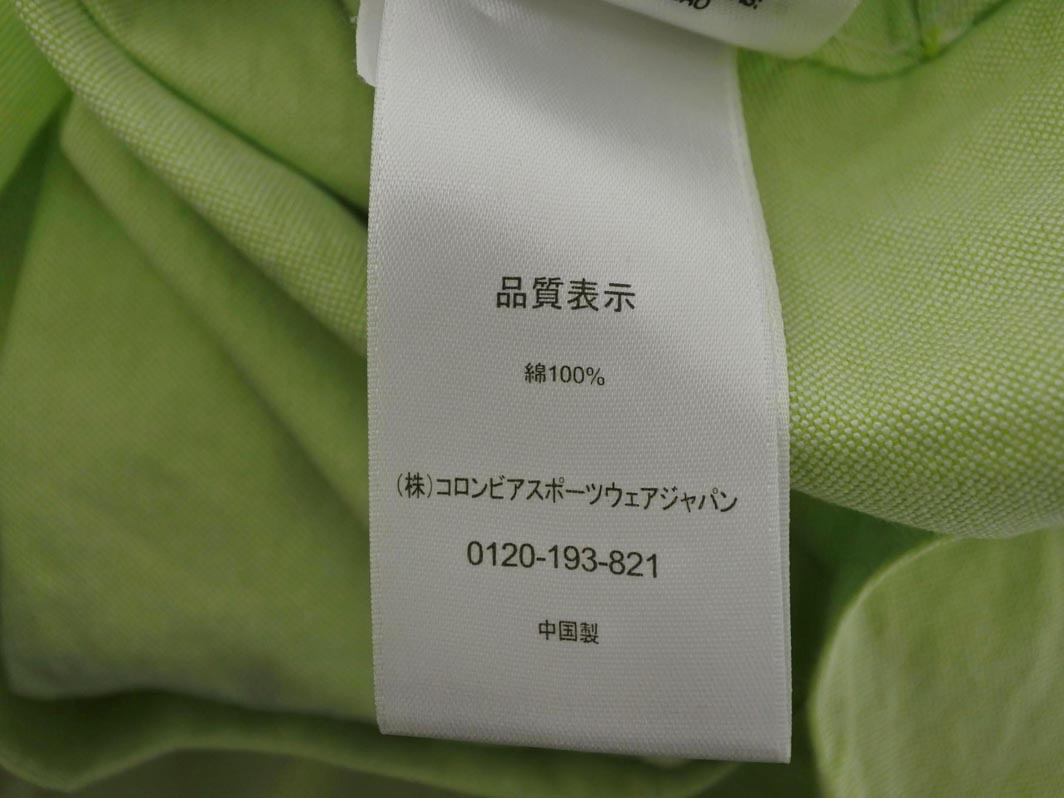 品質表示
綿100%
(株)コロンビアスポーツウェアジャパン
0120-193-821
中国製